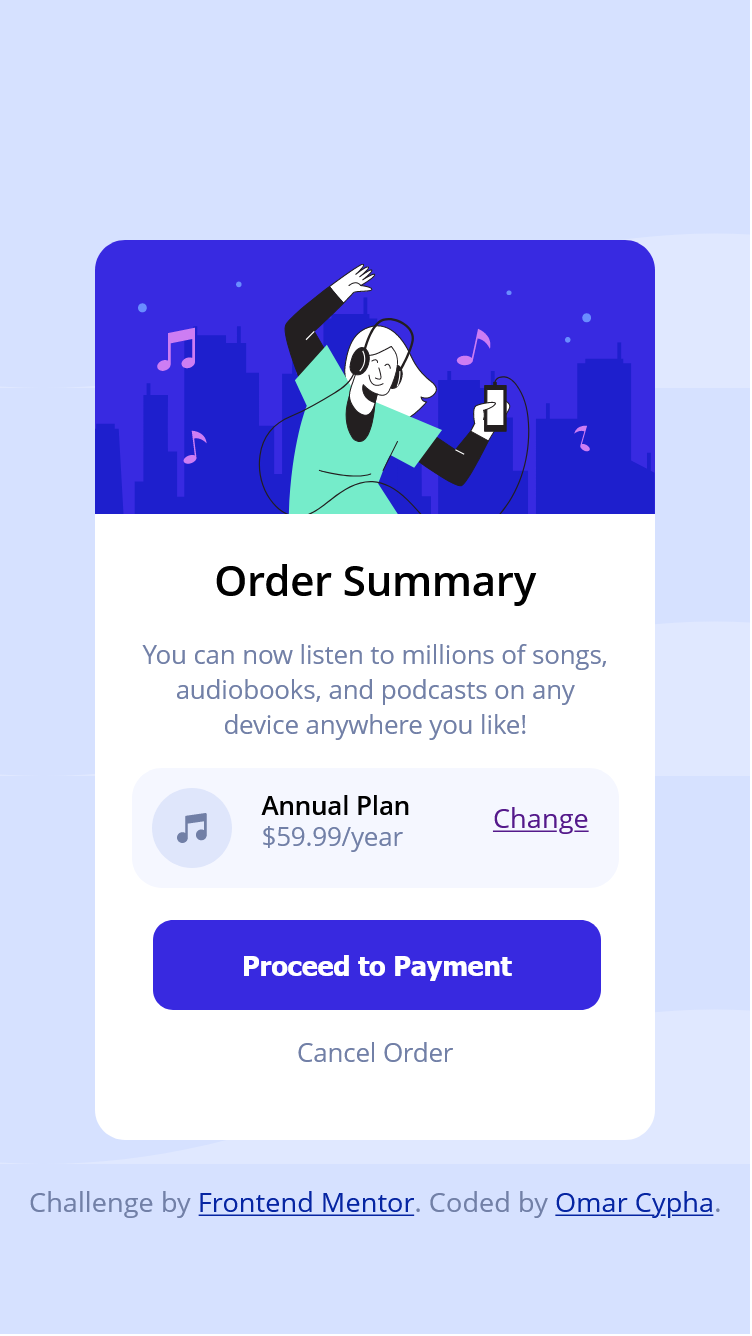 Order Summary
You can now listen to millions of songs,
audiobooks, and podcasts on any
device anywhere you like!
Annual Plan
$59.99/year
Change
Proceed to Payment
Cancel Order
Challenge by Frontend Mentor. Coded by Omar Cypha.